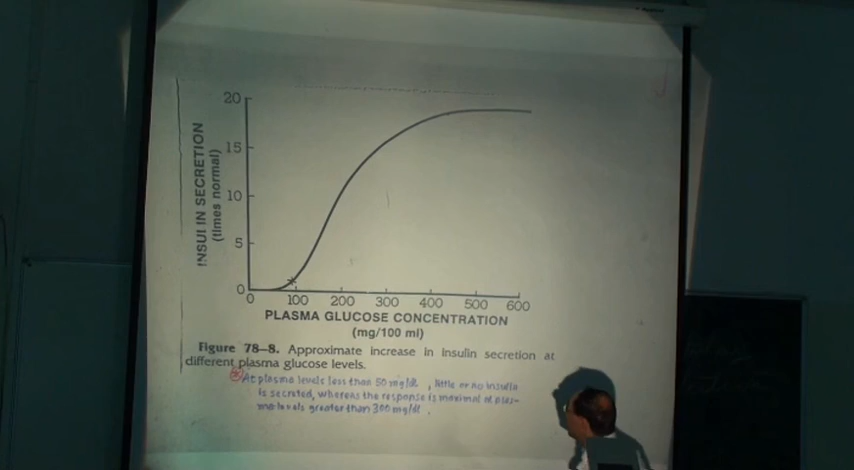 20
15
10
5
0
INSULIN SECRETION
(times normal)
0 100 200 300 400 500 600
PLASMA GLUCOSE CONCENTRATION
(mg/100 ml)
Figure 78–8. Approximate increase in insulin secretion at
different plasma glucose levels.
At plasma levels less than 50 mg/dl , little or no insulin
is secreted, whereas the response is maximal at plas-
ma levels greater than 300 mg/dl .